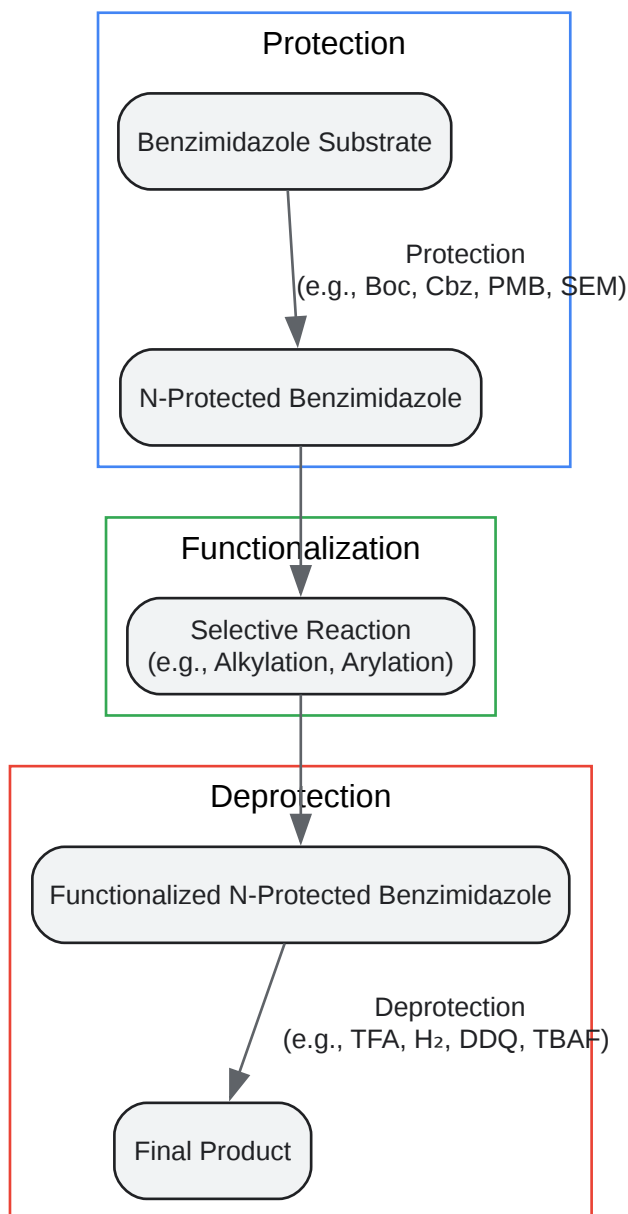 Protection
Benzimidazole Substrate
Protection
(e.g., Boc, Cbz, PMB, SEM)
N-Protected Benzimidazole
Functionalization
Selective Reaction
(e.g., Alkylation, Arylation)
Deprotection
Functionalized N-Protected Benzimidazole
Deprotection
(e.g., TFA, H₂, DDQ, TBAF)
Final Product